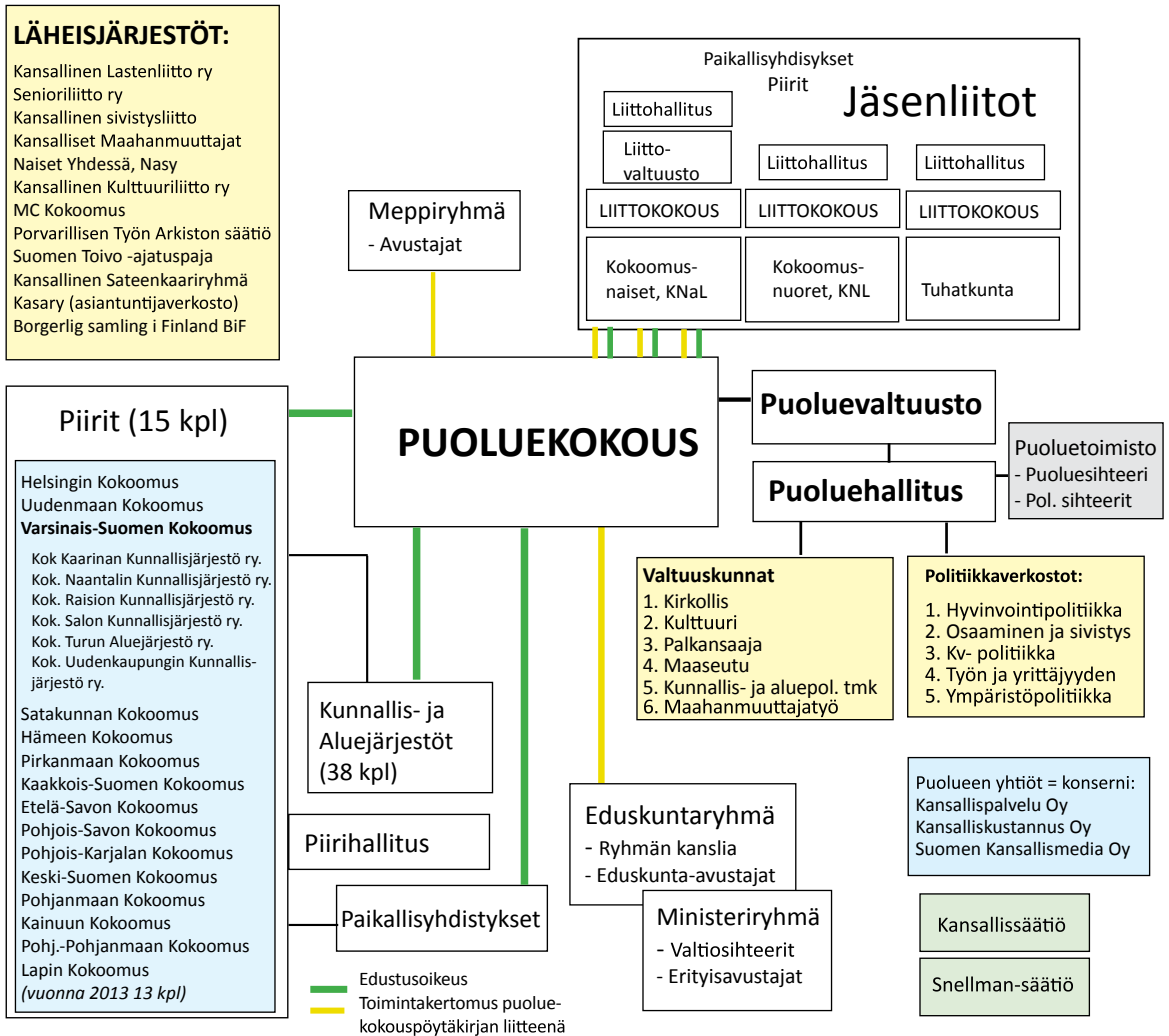 LÄHEISJÄRJESTÖT:
Kansallinen Lastenliitto ry
Senioriliitto ry
Kansallinen sivistysliitto
Kansalliset Maahanmuuttajat
Naiset Yhdessä, Nasy
Kansallinen Kulttuuriliitto ry
MC Kokoomus
Porvarillisen Työn Arkiston säätiö
Suomen Toivo -ajatuspaja
Kansallinen Sateenkaariryhmä
Kasary (asiantuntijaverkosto)
Borgerlig samling i Finland BiF
Meppiryhmä
- Avustajat
Paikallisyhdisykset
Piirit
Jäsenliitot
Liittohallitus
Liitto-
valtuusto
LIITTOKOKOUS
Kokoomus-
naiset, KNaL
Liittohallitus
LIITTOKOKOUS
Kokoomus-
nuoret, KNL
Liittohallitus
LIITTOKOKOUS
Tuhatkunta
PUOLUEKOKOUS
Puoluevaltuusto
Puoluehallitus
Puoluetoimisto
- Puoluesihteeri
- Pol. sihteerit
Piirit (15 kpl)
Helsingin Kokoomus
Uudenmaan Kokoomus
Varsinais-Suomen Kokoomus
Kok Kaarinan Kunnallisjärjestö ry.
Kok. Naantalin Kunnallisjärjestö ry.
Kok. Raision Kunnallisjärjestö ry.
Kok. Salon Kunnallisjärjestö ry.
Kok. Turun Aluejärjestö ry.
Kok. Uudenkaupungin Kunnallis-
järjestö ry.
Satakunnan Kokoomus
Hämeen Kokoomus
Pirkanmaan Kokoomus
Kaakkois-Suomen Kokoomus
Etelä-Savon Kokoomus
Pohjois-Savon Kokoomus
Pohjois-Karjalan Kokoomus
Keski-Suomen Kokoomus
Pohjanmaan Kokoomus
Kainuun Kokoomus
Pohj.-Pohjanmaan Kokoomus
Lapin Kokoomus
(vuonna 2013 13 kpl)
Kunnallis- ja
Aluejärjestöt
(38 kpl)
Piirihallitus
Paikallisyhdistykset
Valtuuskunnat
1. Kirkollis
2. Kulttuuri
3. Palkansaaja
4. Maaseutu
5. Kunnallis- ja aluepol. tmk
6. Maahanmuuttajatyö
Politiikkaverkostot:
1. Hyvinvointipolitiikka
2. Osaaminen ja sivistys
3. Kv- politiikka
4. Työn ja yrittäjyyden
5. Ympäristöpolitiikka
Eduskuntaryhmä
- Ryhmän kanslia
- Eduskunta-avustajat
Ministeriryhmä
- Valtiosihteerit
- Erityisavustajat
Puolueen yhtiöt = konserni:
Kansallispalvelu Oy
Kansalliskustannus Oy
Suomen Kansallismedia Oy
Kansallissäätiö
Snellman-säätiö
Edustusoikeus
Toimintakertomus puolue-
kokouspöytäkirjan liitteenä